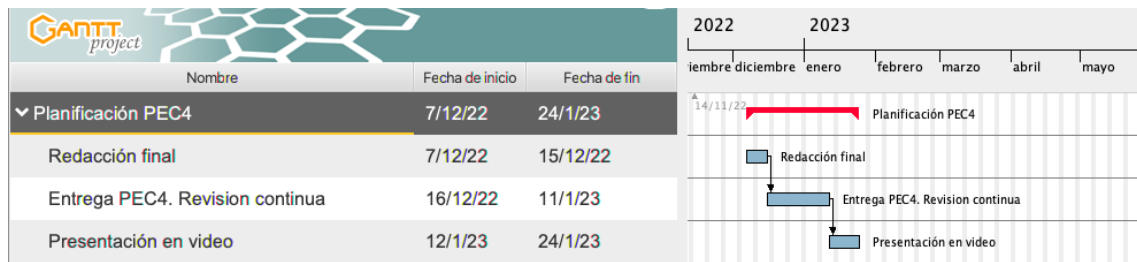 GANTT
project
Nombre Fecha de inicio Fecha de fin
Planificación PEC4 7/12/22 24/1/23
Redacción final 7/12/22 15/12/22
Entrega PEC4. Revision continua 16/12/22 11/1/23
Presentación en video 12/1/23 24/1/23
2022 2023
iembre diciembre enero febrero marzo abril mayo
14/11/22
Planificación PEC4
Redacción final
Entrega PEC4. Revision continua
Presentación en video